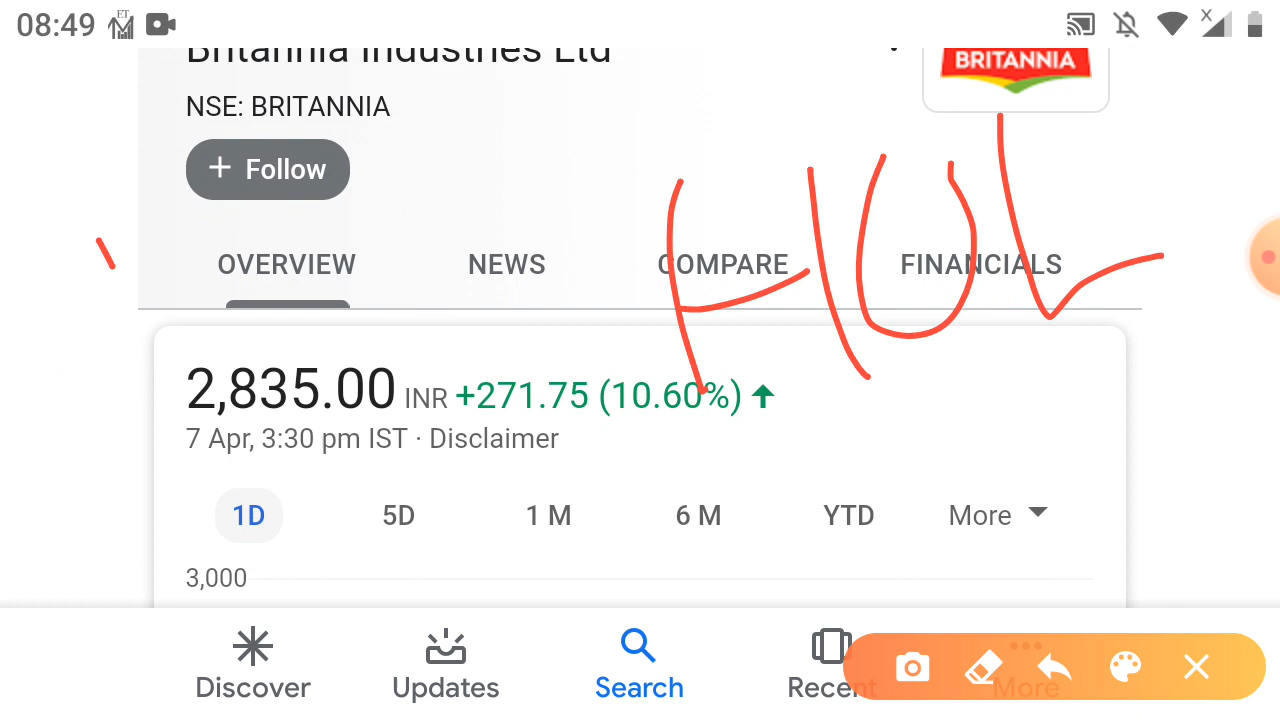 08:49 ET M
Britannia Industries Ltd
BRITANNIA
NSE: BRITANNIA
+ Follow
HUL
OVERVIEW NEWS COMPARE FINANCIALS
2,835.00 INR +271.75 (10.60%)
7 Apr, 3:30 pm IST · Disclaimer
1D 5D 1 M 6 M YTD More
3,000
Discover Updates Search Recent More